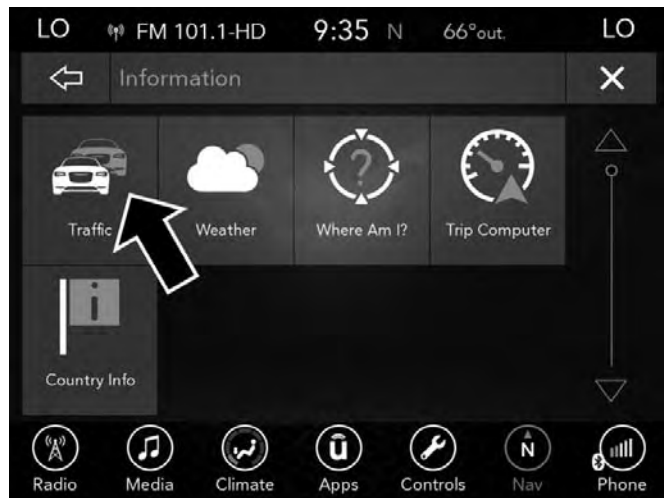 LO FM 101.1-HD 9:35 N 66°out. LO
Information
Traffic Weather Where Am I? Trip Computer
Country Info
Radio Media Climate Apps Controls Nav Phone